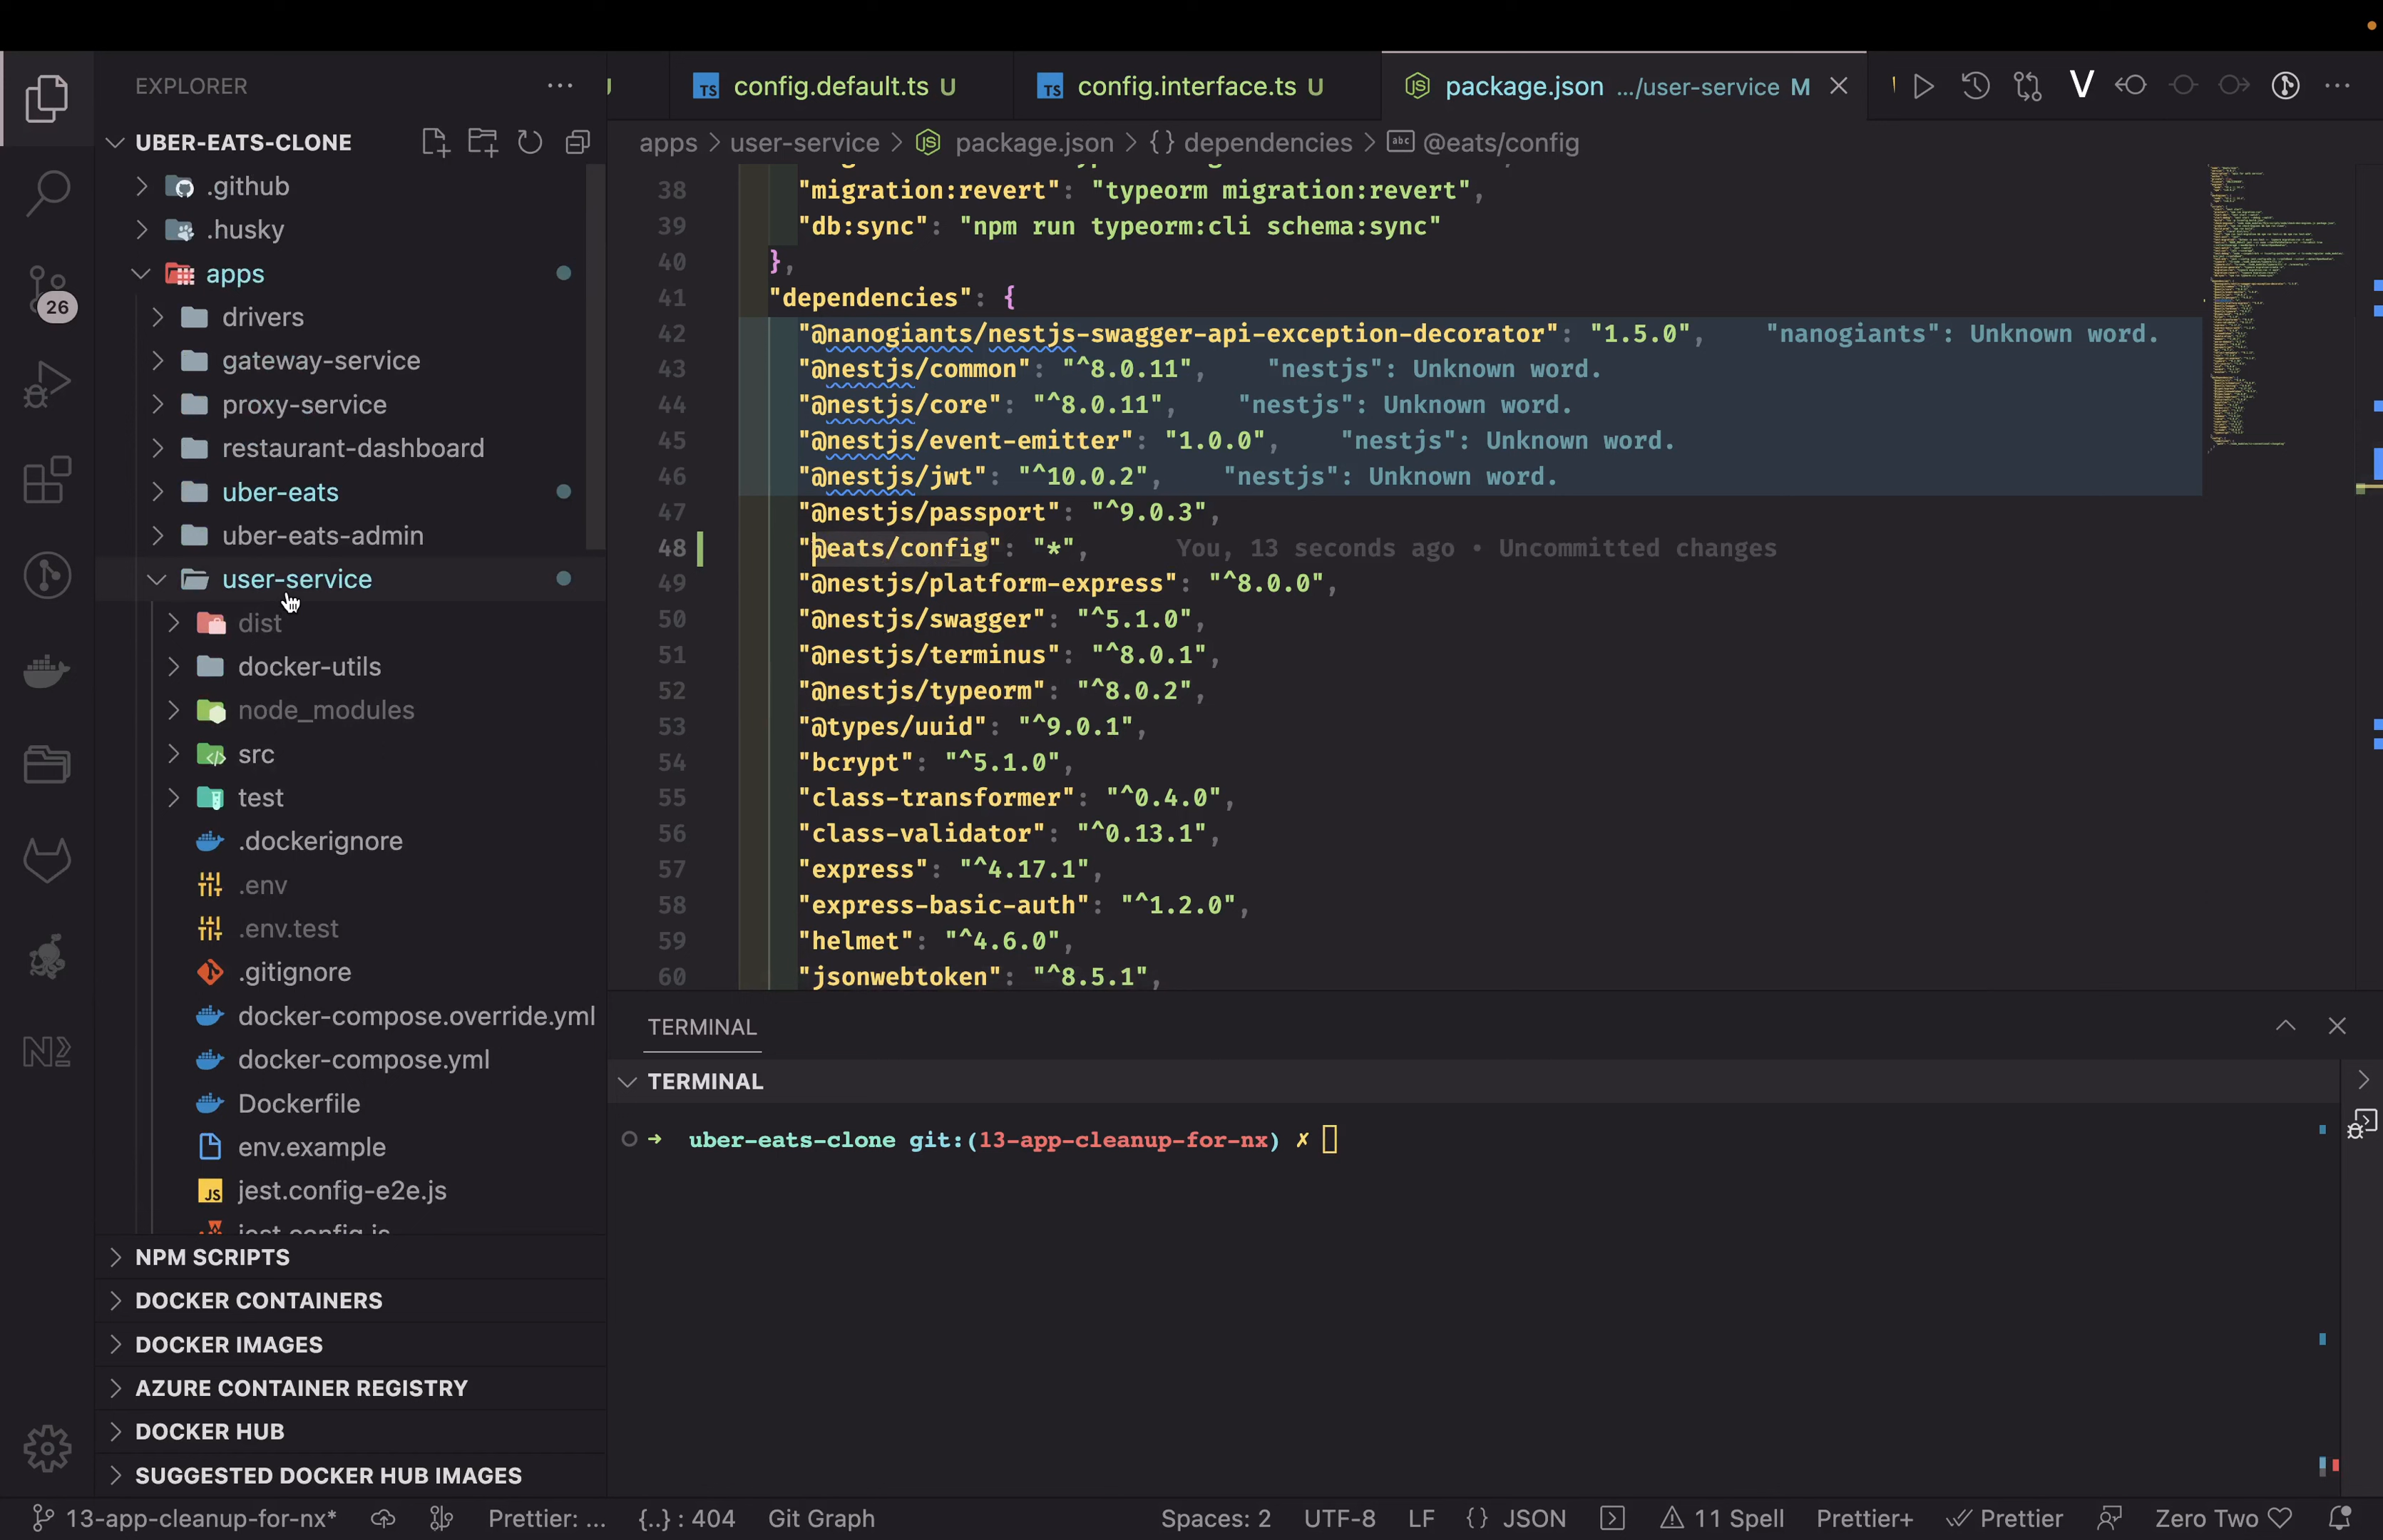 EXPLORER
config.default.ts U
config.interface.ts U
package.json .../user-service M
UBER-EATS-CLONE
apps > user-service > package.json > {} dependencies > abc @eats/config
.github
.husky
apps
drivers
gateway-service
proxy-service
restaurant-dashboard
uber-eats
uber-eats-admin
user-service
dist
docker-utils
node_modules
src
test
.dockerignore
.env
.env.test
.gitignore
docker-compose.override.yml
docker-compose.yml
Dockerfile
env.example
jest.config-e2e.js
jest.config.js
26
38 "migration:revert": "typeorm migration:revert",
39 "db:sync": "npm run typeorm:cli schema:sync"
40 },
41 "dependencies": {
42 "@nanogiants/nestjs-swagger-api-exception-decorator": "1.5.0", "nanogiants": Unknown word.
43 "@nestjs/common": "^8.0.11", "nestjs": Unknown word.
44 "@nestjs/core": "^8.0.11", "nestjs": Unknown word.
45 "@nestjs/event-emitter": "1.0.0", "nestjs": Unknown word.
46 "@nestjs/jwt": "^10.0.2", "nestjs": Unknown word.
47 "@nestjs/passport": "^9.0.3",
48 "@eats/config": "*", You, 13 seconds ago • Uncommitted changes
49 "@nestjs/platform-express": "^8.0.0",
50 "@nestjs/swagger": "^5.1.0",
51 "@nestjs/terminus": "^8.0.1",
52 "@nestjs/typeorm": "^8.0.2",
53 "@types/uuid": "^9.0.1",
54 "bcrypt": "^5.1.0",
55 "class-transformer": "^0.4.0",
56 "class-validator": "^0.13.1",
57 "express": "^4.17.1",
58 "express-basic-auth": "^1.2.0",
59 "helmet": "^4.6.0",
60 "jsonwebtoken": "^8.5.1",
TERMINAL
TERMINAL
➜ uber-eats-clone git:(13-app-cleanup-for-nx) ✗
NPM SCRIPTS
DOCKER CONTAINERS
DOCKER IMAGES
AZURE CONTAINER REGISTRY
DOCKER HUB
SUGGESTED DOCKER HUB IMAGES
13-app-cleanup-for-nx* Prettier: ... {..} : 404 Git Graph Spaces: 2 UTF-8 LF {} JSON 11 Spell Prettier+ Prettier Zero Two